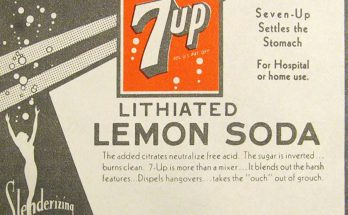 7up
Seven-Up
Settles the
Stomach
For Hospital
or home use.
LITHIATED
LEMON SODA
The added citrates neutralize free acid. The sugar is inverted...
burns clean. 7-Up is more than a mixer... It blends out the harsh
features... Dispels hangovers... takes the "ouch" out of grouch.
Slenderizing